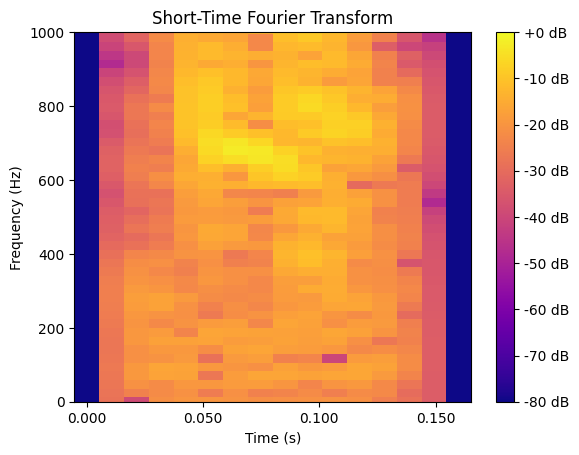 Short-Time Fourier Transform
Frequency (Hz)
1000
800
600
400
200
0
0.000
0.050
0.100
0.150
Time (s)
+0 dB
-10 dB
-20 dB
-30 dB
-40 dB
-50 dB
-60 dB
-70 dB
-80 dB